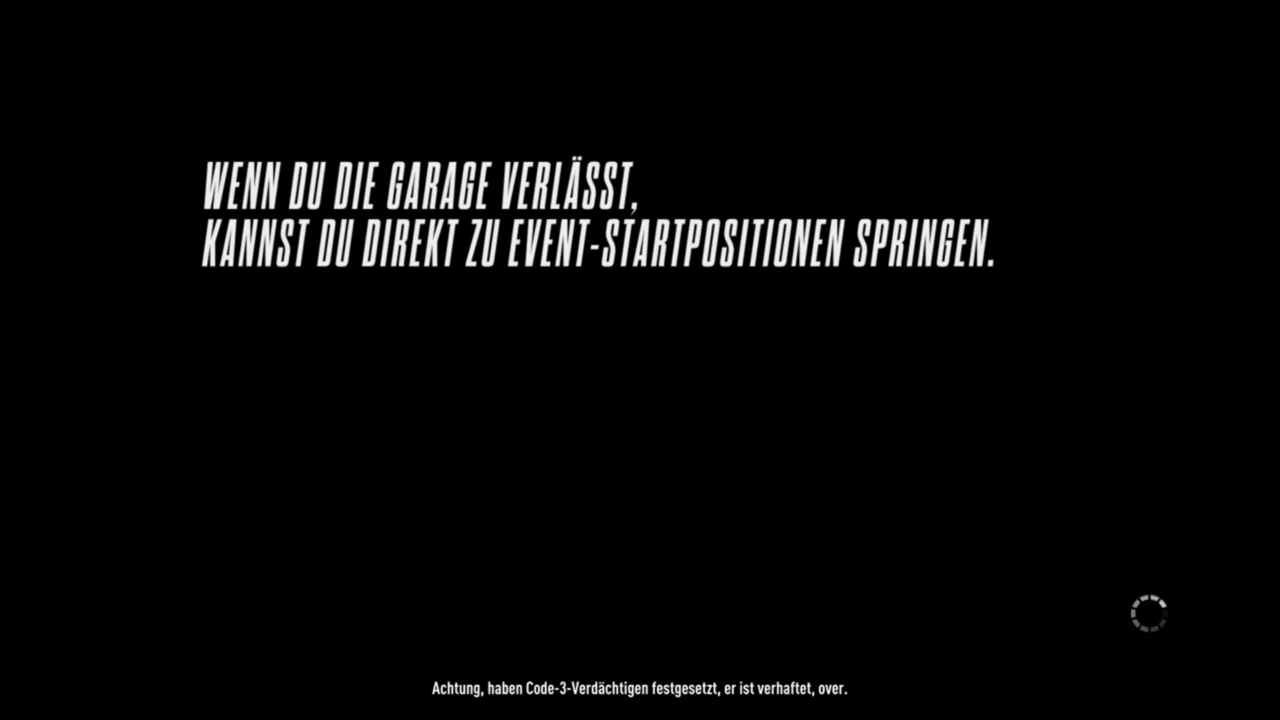 WENN DU DIE GARAGE VERLÄSST,
KANNST DU DIREKT ZU EVENT-STARTPOSITIONEN SPRINGEN.
Achtung, haben Code-3-Verdächtigen festgesetzt, er ist verhaftet, over.